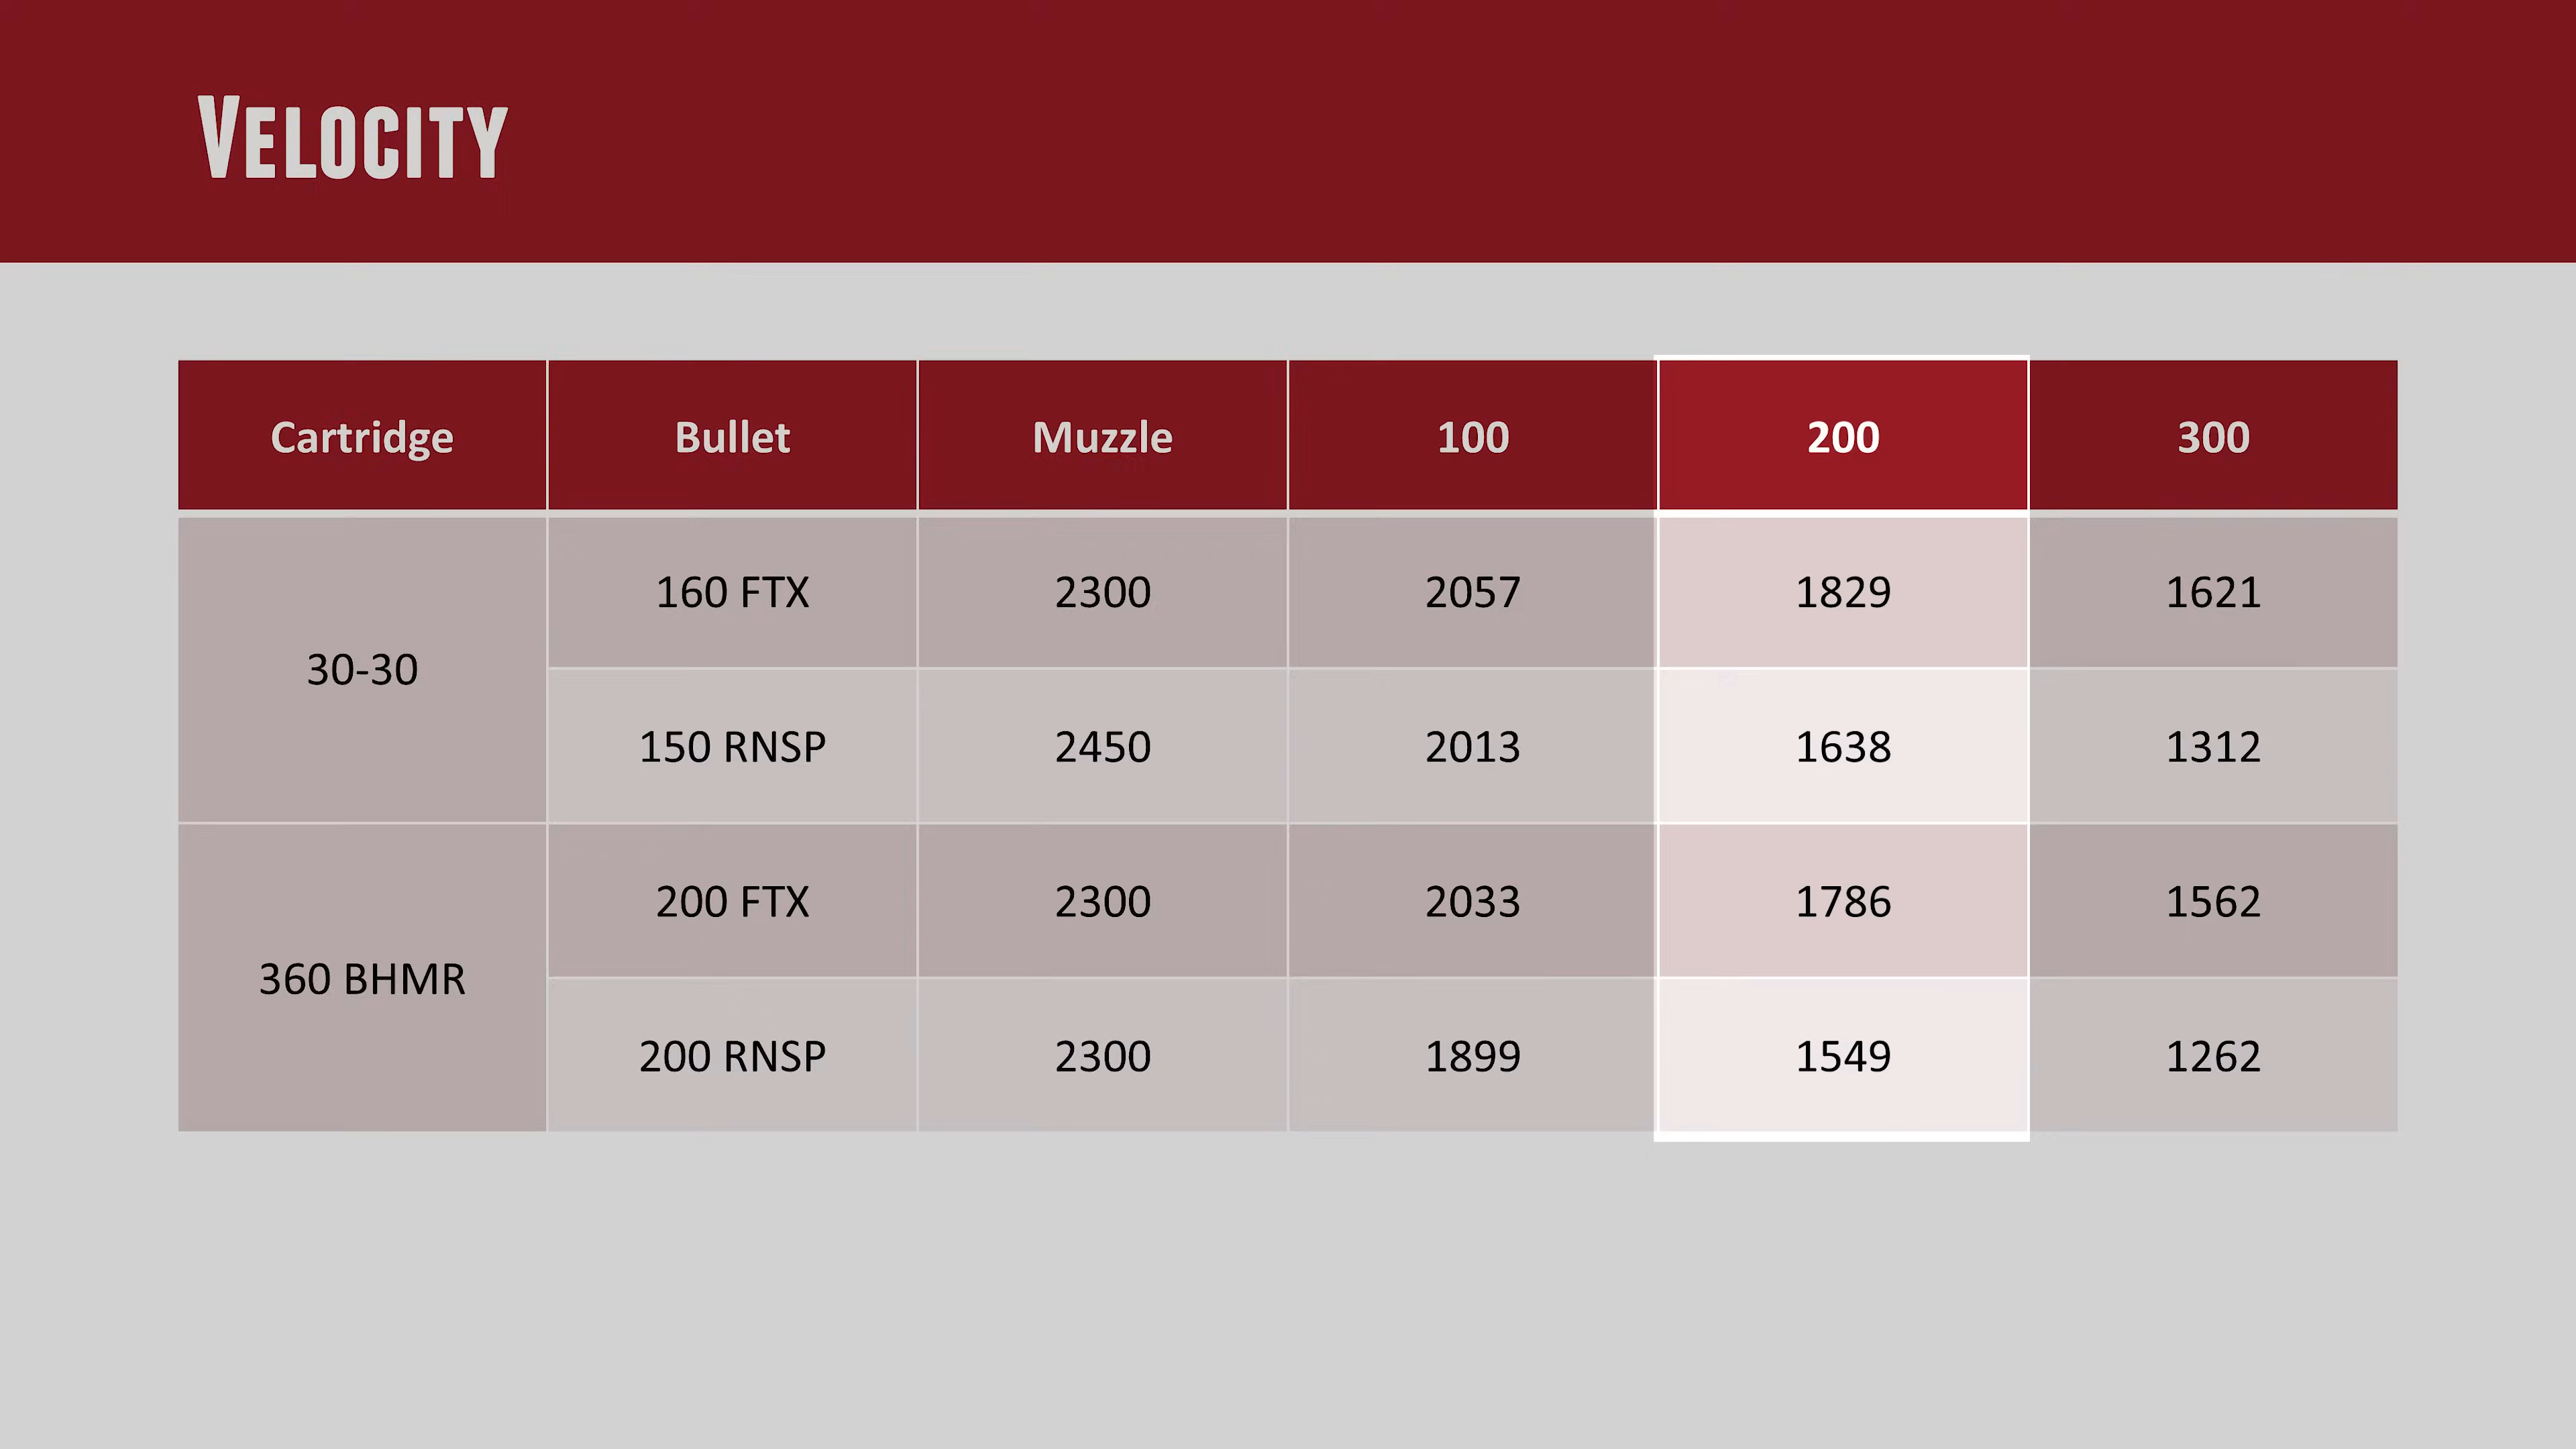 VELOCITY
Cartridge Bullet Muzzle 100 200 300
30-30
160 FTX 2300 2057 1829 1621
150 RNSP 2450 2013 1638 1312
360 BHMR
200 FTX 2300 2033 1786 1562
200 RNSP 2300 1899 1549 1262